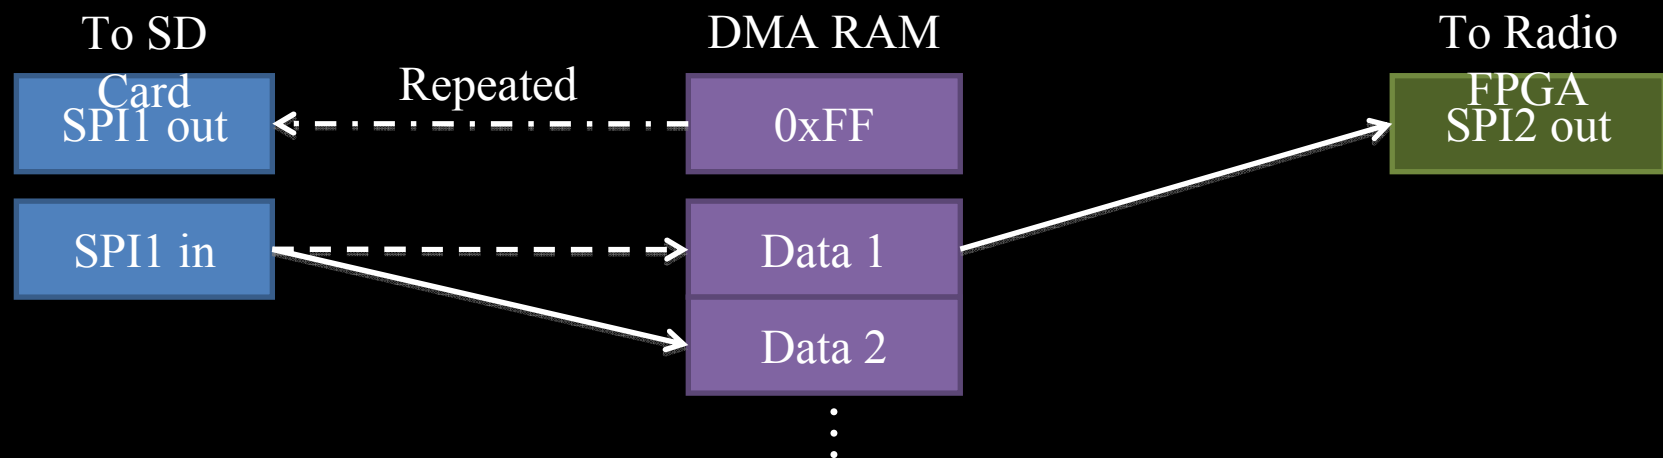 To SD
Card
DMA RAM
To Radio
FPGA
Repeated
SPI1 out
0xFF
SPI2 out
SPI1 in
Data 1
Data 2